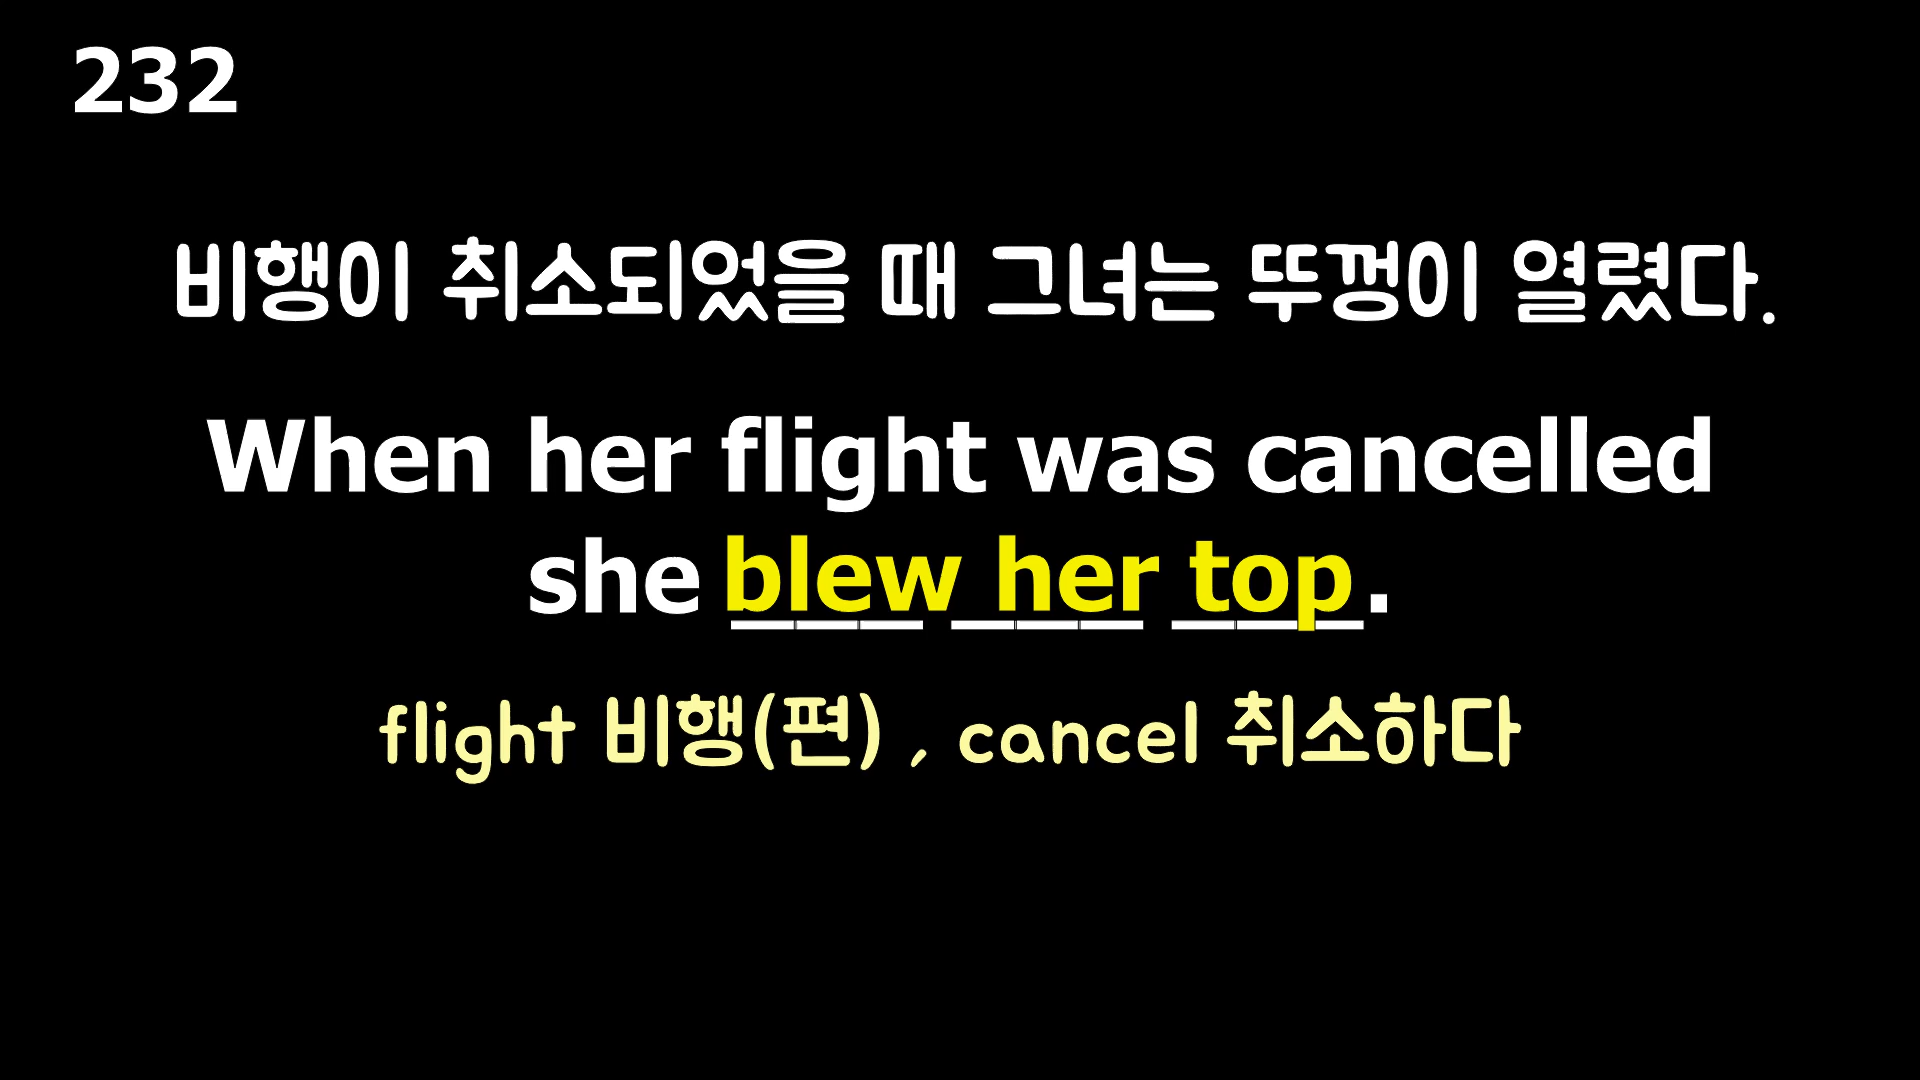 232
비행이 취소되었을 때 그녀는 뚜껑이 열렸다.
When her flight was cancelled
she blew her top.
flight 비행(편) , cancel 취소하다